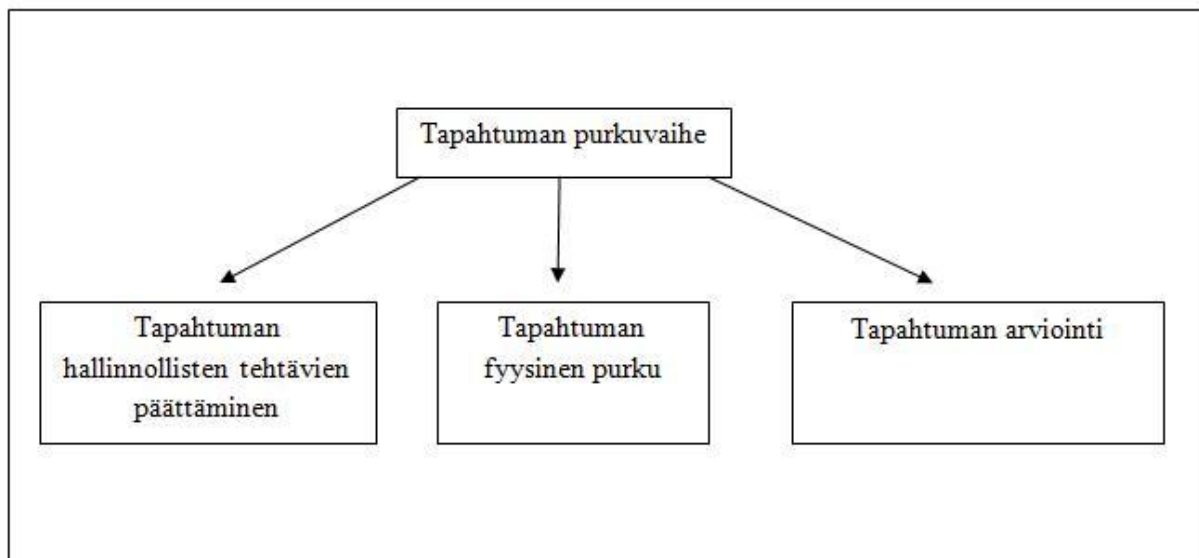 Tapahtuman purkuvaihe
Tapahtuman
hallinnollisten tehtävien
päättäminen
Tapahtuman
fyysinen purku
Tapahtuman arviointi